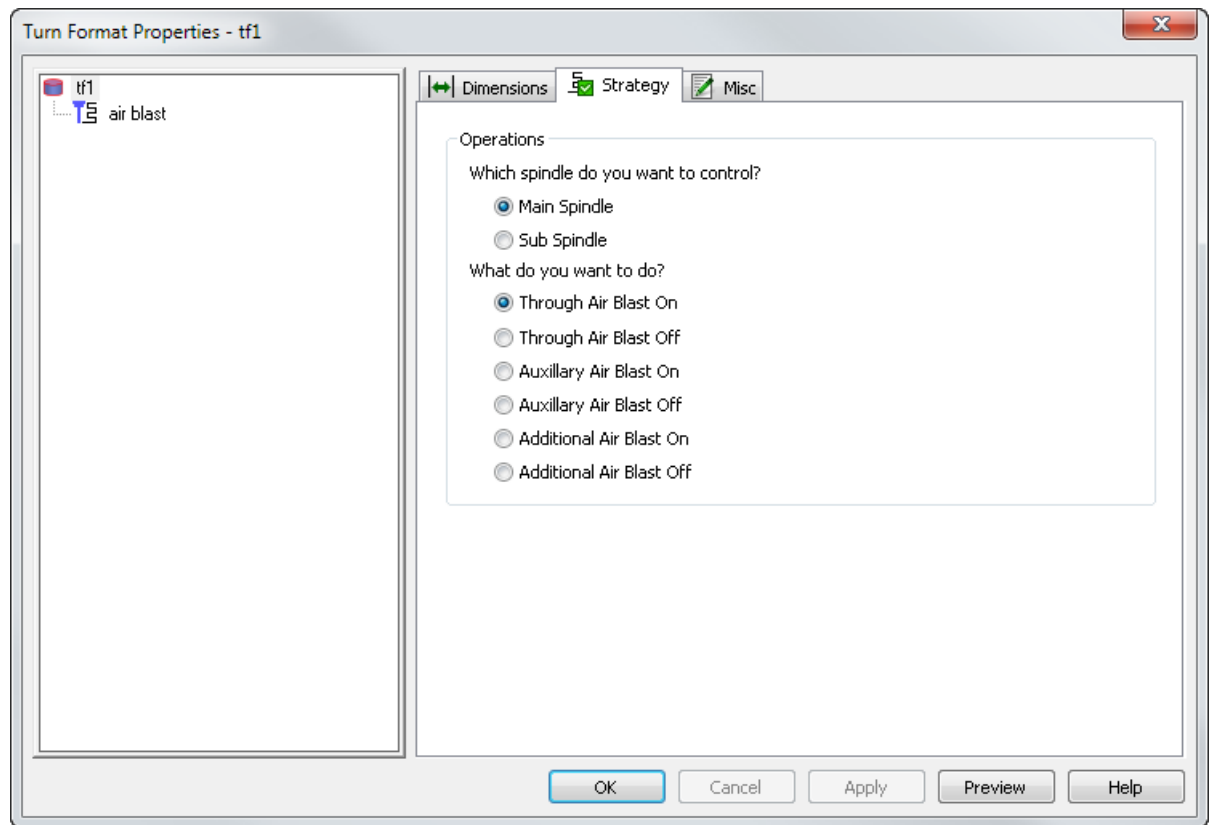 Turn Format Properties - tf1
tf1
air blast
Dimensions Strategy Misc
Operations
Which spindle do you want to control?
Main Spindle
Sub Spindle
What do you want to do?
Through Air Blast On
Through Air Blast Off
Auxillary Air Blast On
Auxillary Air Blast Off
Additional Air Blast On
Additional Air Blast Off
OK Cancel Apply Preview Help